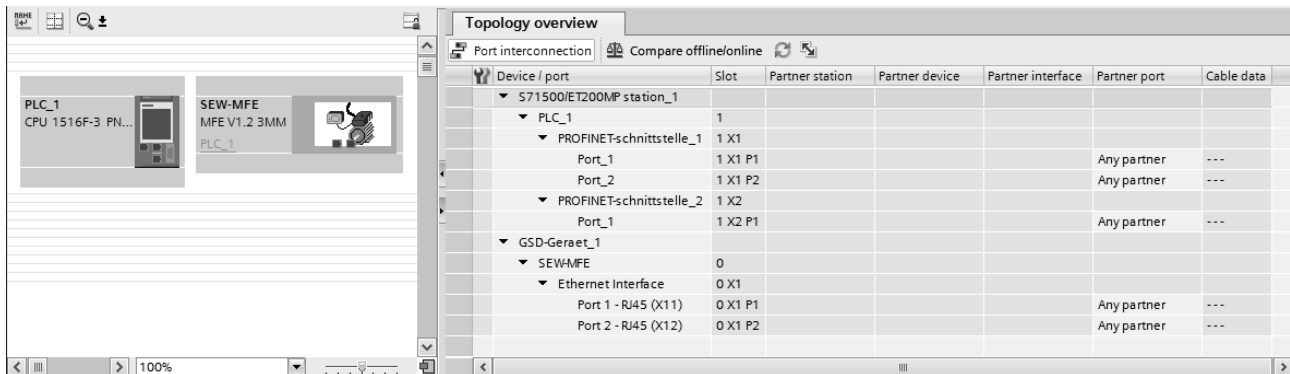 NAME
±
PLC_1
CPU 1516F-3 PN...
SEW-MFE
MFE V1.2 3MM
PLC_1
100%
Topology overview
Port interconnection Compare offline/online
Device / port Slot Partner station Partner device Partner interface Partner port Cable data
S71500/ET200MP station_1
PLC_1 1
PROFINET-schnittstelle_1 1 X1
Port_1 1 X1 P1 Any partner ---
Port_2 1 X1 P2 Any partner ---
PROFINET-schnittstelle_2 1 X2
Port_1 1 X2 P1 Any partner ---
GSD-Geraet_1
SEW-MFE 0
Ethernet Interface 0 X1
Port 1 - RJ45 (X11) 0 X1 P1 Any partner ---
Port 2 - RJ45 (X12) 0 X1 P2 Any partner ---